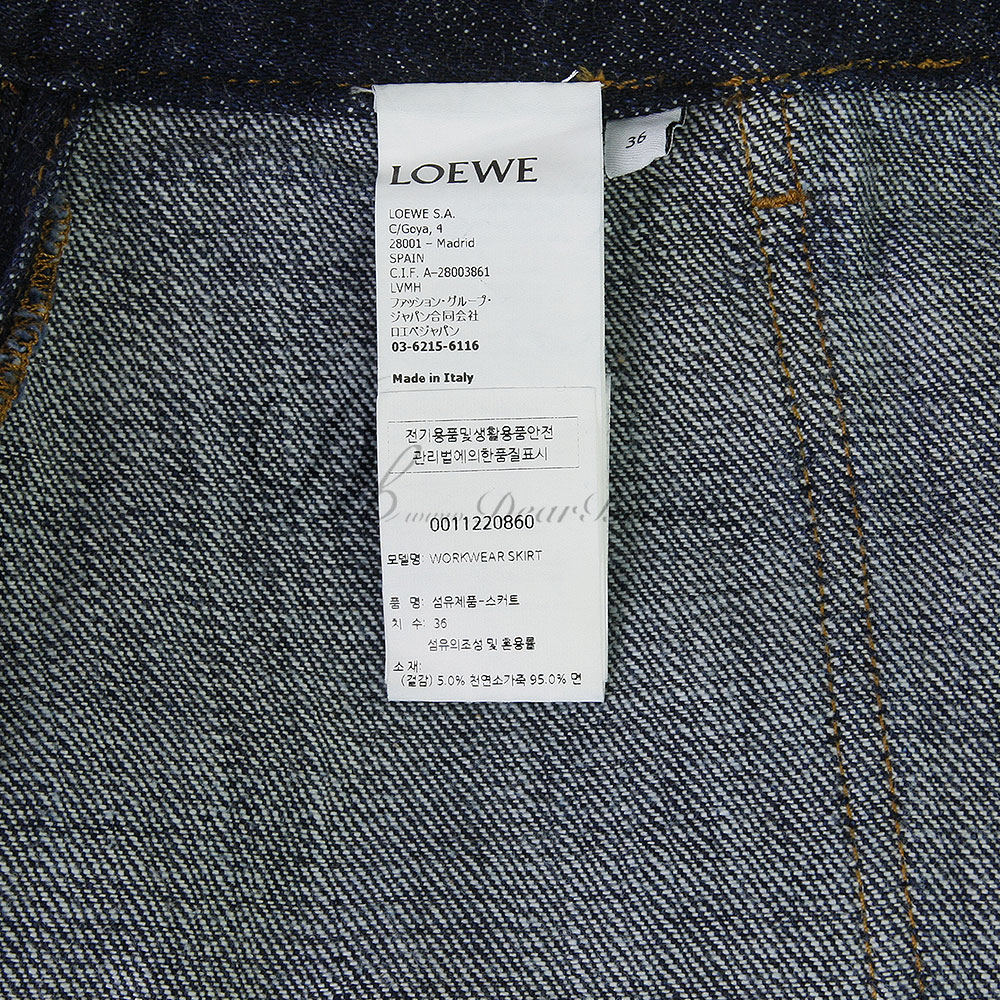 LOEWE
36
LOEWE S.A.
C/Goya, 4
28001 – Madrid
SPAIN
C.I.F. A–28003861
LVMH
ファッション・グループ・
ジャパン合同会社
ロエベジャパン
03-6215-6116
Made in Italy
전기용품및생활용품안전
관리법에의한품질표시
www.Dear
0011220860
모델명: WORKWEAR SKIRT
품 명: 섬유제품-스커트
치 수: 36
섬유의조성 및 혼용률
소 재:
(겉감) 5.0% 천연소가죽 95.0% 면